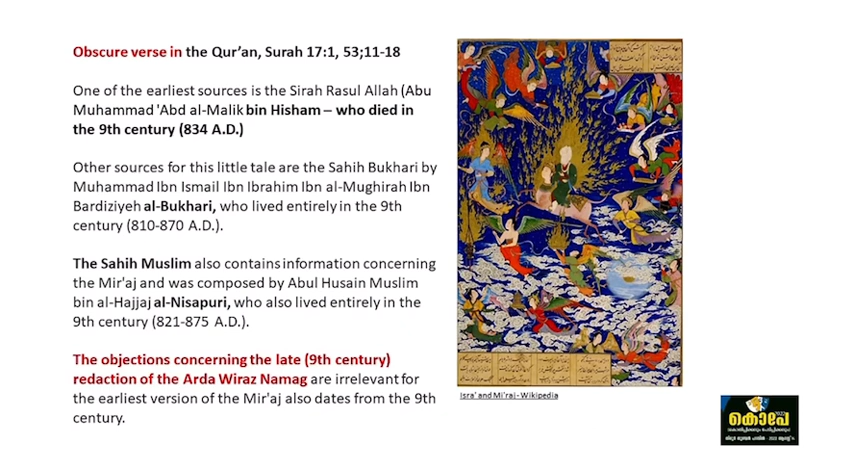 Obscure verse in the Qur’an, Surah 17:1, 53;11-18
One of the earliest sources is the Sirah Rasul Allah (Abu
Muhammad 'Abd al-Malik bin Hisham – who died in
the 9th century (834 A.D.)
Other sources for this little tale are the Sahih Bukhari by
Muhammad Ibn Ismail Ibn Ibrahim Ibn al-Mughirah Ibn
Bardiziyeh al-Bukhari, who lived entirely in the 9th
century (810-870 A.D.).
The Sahih Muslim also contains information concerning
the Mir'aj and was composed by Abul Husain Muslim
bin al-Hajjaj al-Nisapuri, who also lived entirely in the
9th century (821-875 A.D.).
The objections concerning the late (9th century)
redaction of the Arda Wiraz Namag are irrelevant for
the earliest version of the Mir'aj also dates from the 9th
century.
Isra' and Mi'raj - Wikipedia
കൊപേ